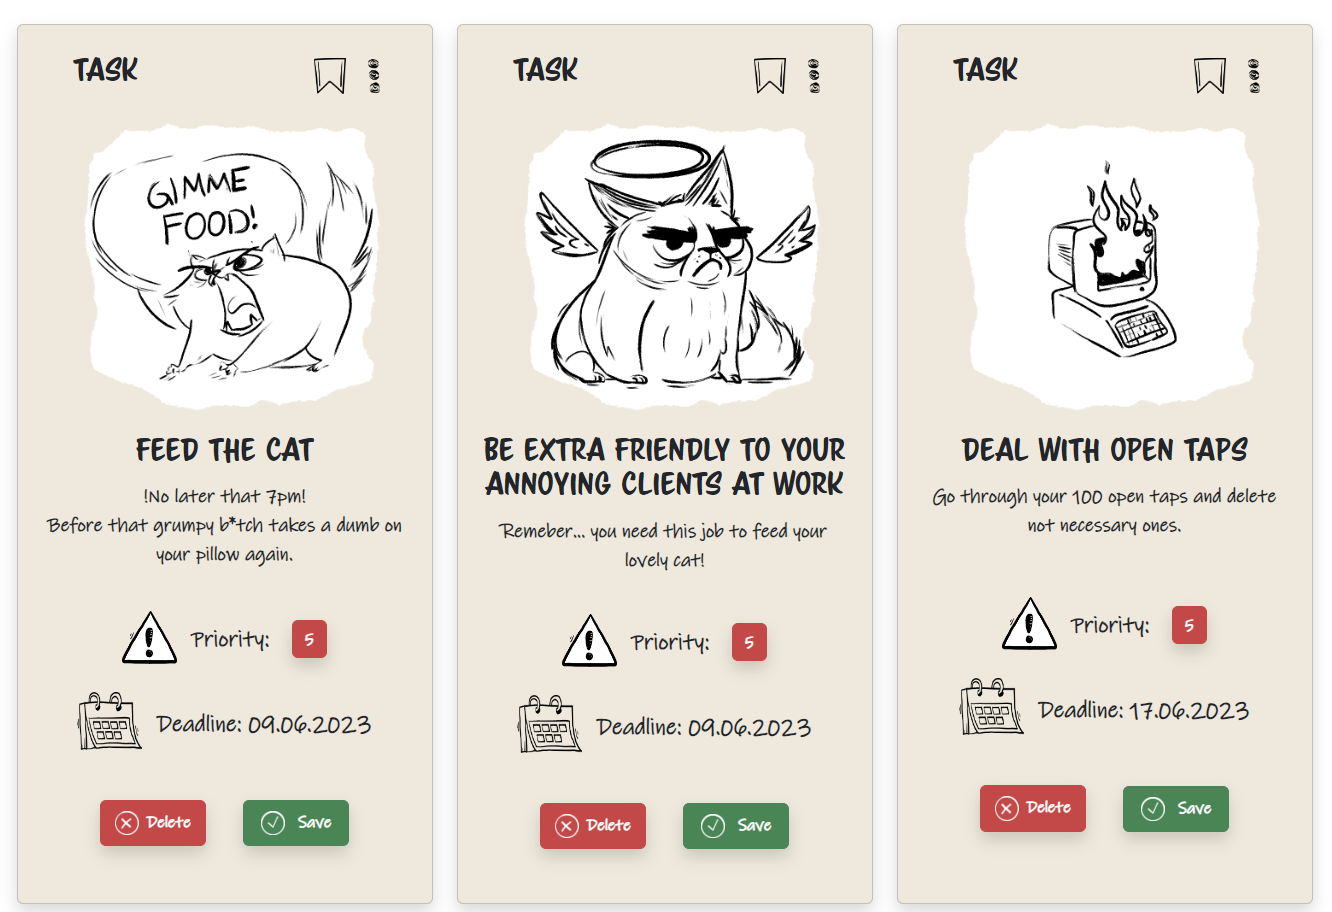 TASK
GIMME
FOOD!
FEED THE CAT
!No later that 7pm!
Before that grumpy b*tch takes a dumb on
your pillow again.
Priority: 5
Deadline: 09.06.2023
Delete Save
TASK
BE EXTRA FRIENDLY TO YOUR
ANNOYING CLIENTS AT WORK
Remeber... you need this job to feed your
lovely cat!
Priority: 5
Deadline: 09.06.2023
Delete Save
TASK
DEAL WITH OPEN TAPS
Go through your 100 open taps and delete
not necessary ones.
Priority: 5
Deadline: 17.06.2023
Delete Save